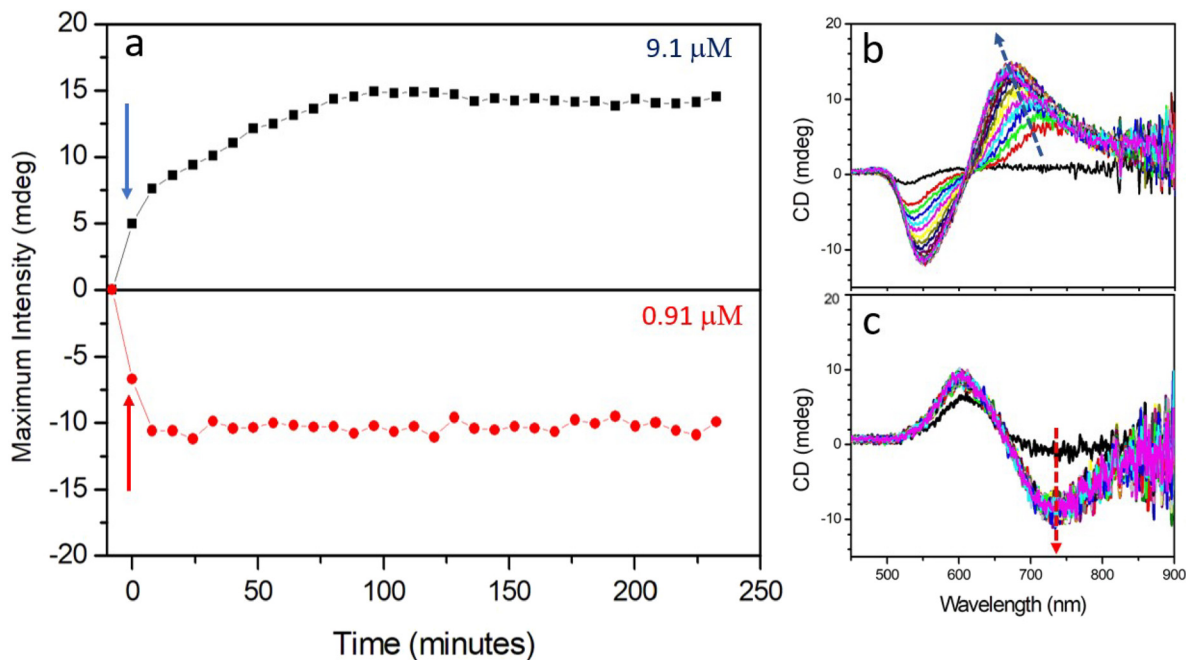 a
9.1 μM
0.91 μM
20
15
10
5
0
-5
-10
-15
-20
Maximum Intensity (mdeg)
0
50
100
150
200
250
Time (minutes)
b
20
10
0
-10
CD (mdeg)
c
20
10
0
-10
CD (mdeg)
500
600
700
800
900
Wavelength (nm)